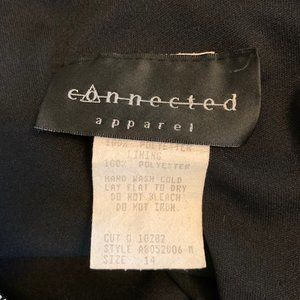 connected
apparel
100% POLYESTER
LINING
100% POLYESTER
HAND WASH COLD
LAY FLAT TO DRY
DO NOT BLEACH.
DO NOT IRON.
CUT # 10282
STYLE A8052006 M
SIZE 14